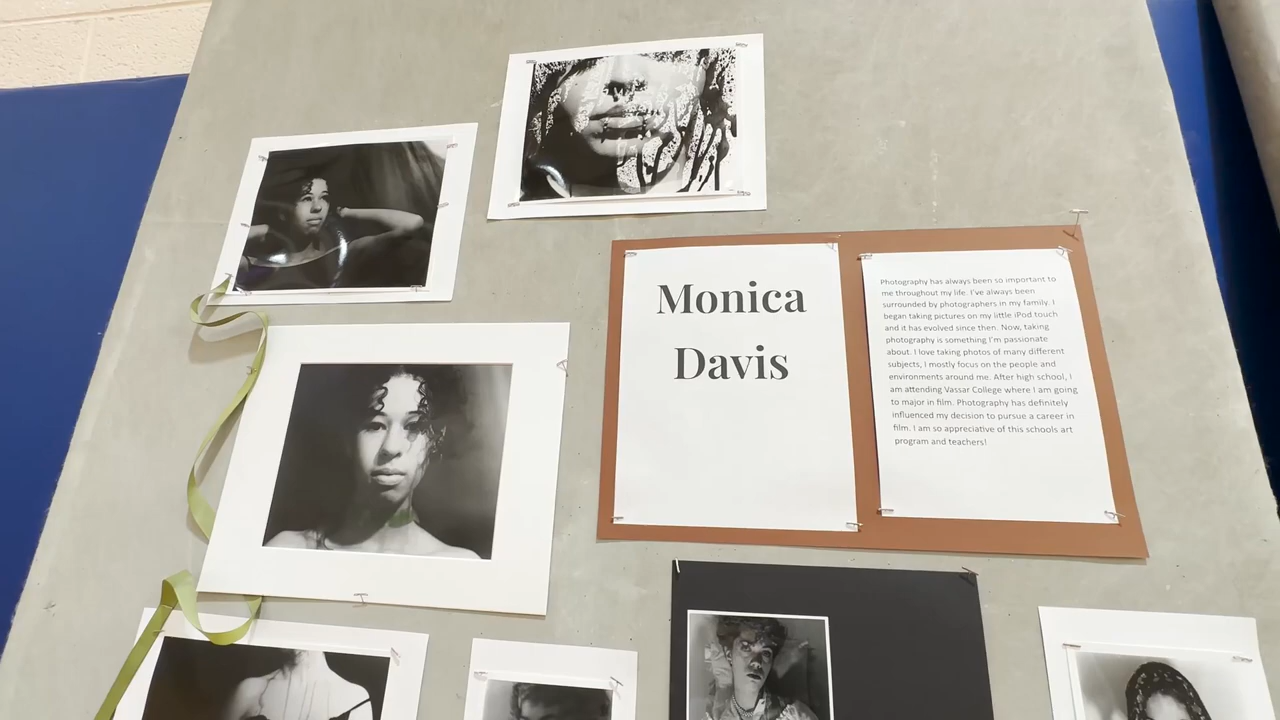 Monica
Davis
Photography has always been so important to
me throughout my life. I've always been
surrounded by photographers in my family. I
began taking pictures on my little iPod touch
and it has evolved since then. Now, taking
photography is something I'm passionate
about. I love taking photos of many different
subjects, I mostly focus on the people and
environments around me. After high school, I
am attending Vassar College where I am going
to major in film. Photography has definitely
influenced my decision to pursue a career in
film. I am so appreciative of this schools art
program and teachers!